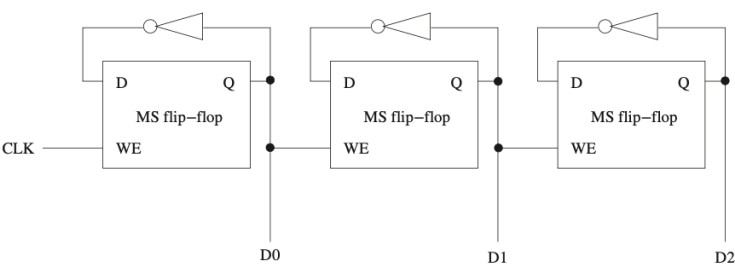 D Q D Q D Q
MS flip–flop MS flip–flop MS flip–flop
CLK WE WE WE
D0 D1 D2